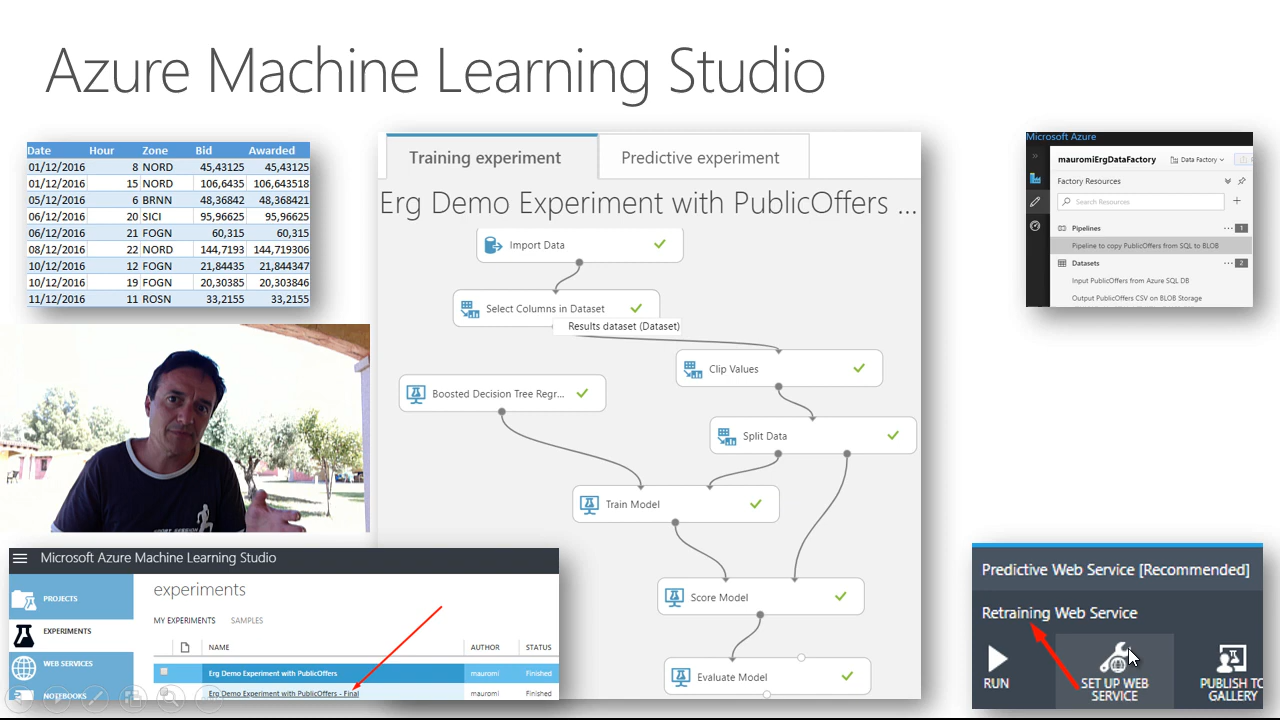 Azure Machine Learning Studio
Date Hour Zone Bid Awarded
01/12/2016 8 NORD 45,43125 45,43125
01/12/2016 15 NORD 106,6435 106,643518
05/12/2016 6 BRNN 48,36842 48,368421
06/12/2016 20 SICI 95,96625 95,96625
06/12/2016 21 FOGN 60,315 60,315
08/12/2016 22 NORD 144,7193 144,719306
10/12/2016 12 FOGN 21,84435 21,844347
10/12/2016 19 FOGN 20,30385 20,303846
11/12/2016 11 ROSN 33,2155 33,2155
Training experiment
Predictive experiment
Erg Demo Experiment with PublicOffers ...
Import Data
Select Columns in Dataset
Results dataset (Dataset)
Clip Values
Boosted Decision Tree Regr...
Split Data
Train Model
Score Model
Evaluate Model
Microsoft Azure
mauromiErgDataFactory
Data Factory
Factory Resources
Search Resources
Pipelines
1
Pipeline to copy PublicOffers from SQL to BLOB
Datasets
2
Input PublicOffers from Azure SQL DB
Output PublicOffers CSV on BLOB Storage
Microsoft Azure Machine Learning Studio
PROJECTS
EXPERIMENTS
WEB SERVICES
NOTEBOOKS
experiments
MY EXPERIMENTS SAMPLES
NAME AUTHOR STATUS
Erg Demo Experiment with PublicOffers mauromi Finished
Erg Demo Experiment with PublicOffers - Final mauromi Finished
Predictive Web Service [Recommended]
Retraining Web Service
RUN
SET UP WEB
SERVICE
PUBLISH TO
GALLERY